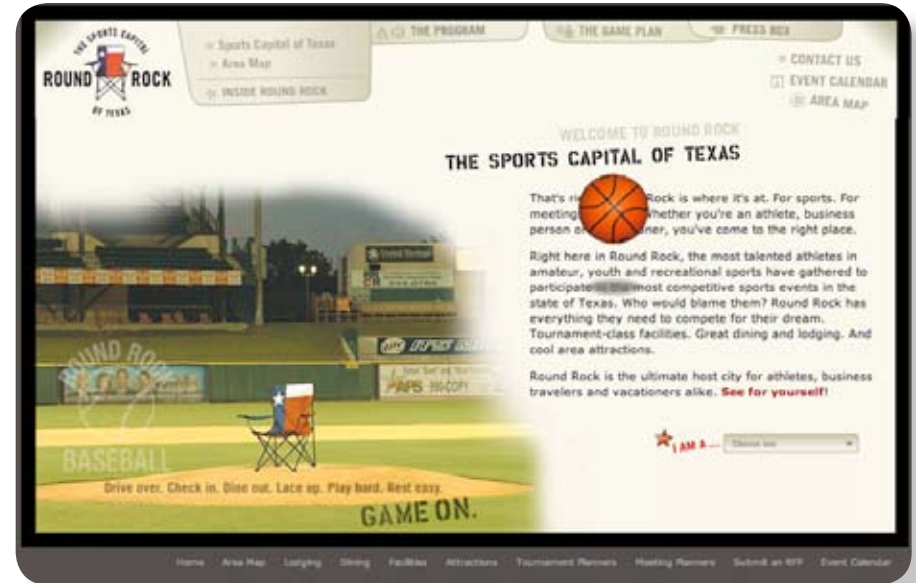 THE SPORTS CAPITAL
ROUND ROCK
OF TEXAS
Sports Capital of Texas
Area Map
INSIDE ROUND ROCK
THE PROGRAM
THE GAME PLAN
PRESS BOX
CONTACT US
EVENT CALENDAR
AREA MAP
WELCOME TO ROUND ROCK
THE SPORTS CAPITAL OF TEXAS
That's Rock is where it's at. For sports. For
meeting Whether you're an athlete, business
person you've come to the right place.
Right here in Round Rock, the most talented athletes in
amateur, youth and recreational sports have gathered to
participate most competitive sports events in the
state of Texas. Who would blame them? Round Rock has
everything they need to compete for their dream.
Tournament-class facilities. Great dining and lodging. And
cool area attractions.
Round Rock is the ultimate host city for athletes, business
travelers and vacationers alike. See for yourself!
I AM A...
ROUND ROCK
BASEBALL
Drive over. Check in. Dine out. Lace up. Play hard. Rest easy.
GAME ON.
Home Area Map Lodging Dining Facilities Attractions Tournament Planners Meeting Planners Submit an RFP Event Calendar